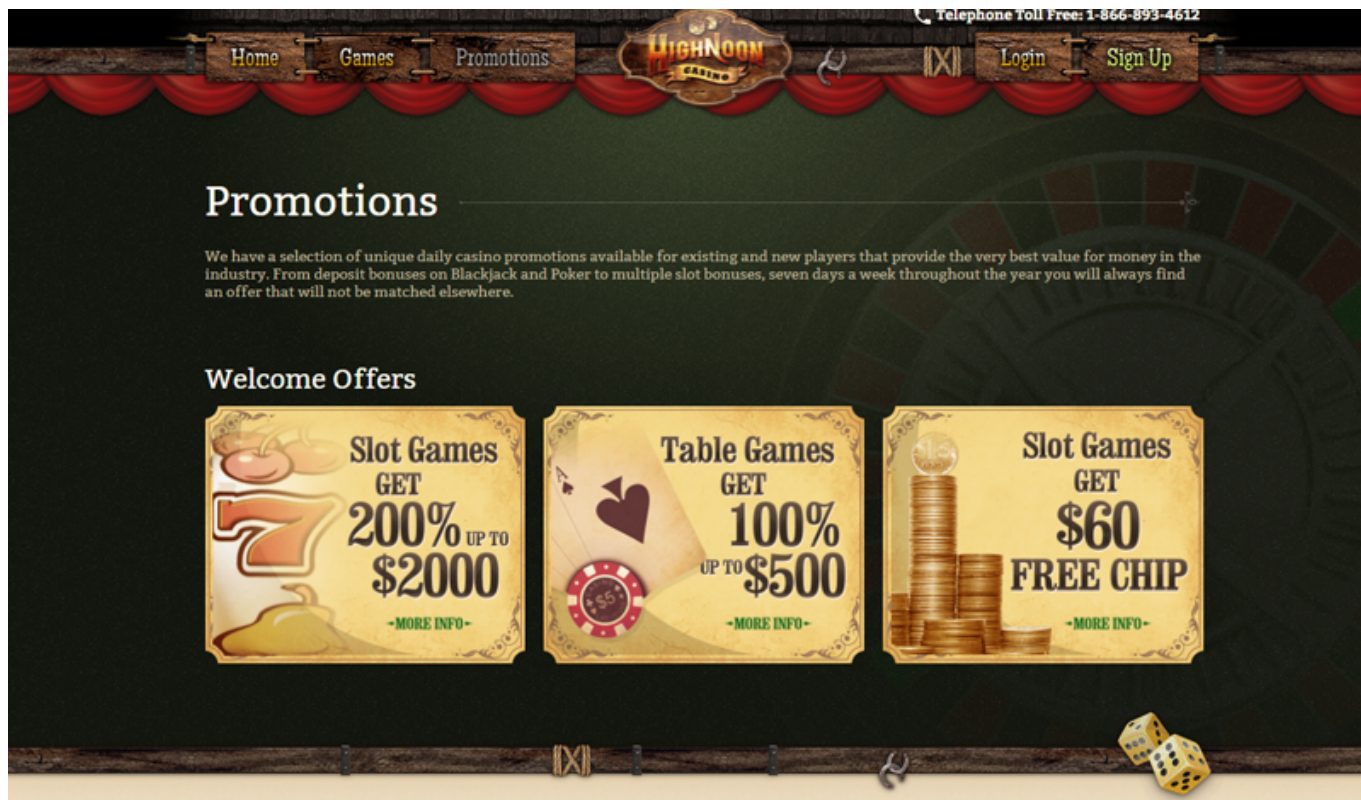 Telephone Toll Free: 1-866-893-4612
Home Games Promotions HIGHNOON Login Sign Up
CASINO
Promotions
We have a selection of unique daily casino promotions available for existing and new players that provide the very best value for money in the
industry. From deposit bonuses on Blackjack and Poker to multiple slot bonuses, seven days a week throughout the year you will always find
an offer that will not be matched elsewhere.
Welcome Offers
Slot Games
GET
200% UP TO
$2000
-MORE INFO-
Table Games
GET
100%
UP TO $500
-MORE INFO-
A
$5
Slot Games
GET
$60
FREE CHIP
-MORE INFO-